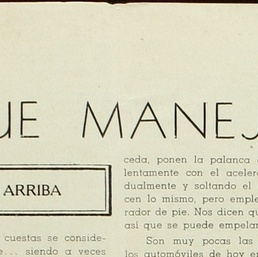 UE MANEJ
ARRIBA
cuestas se conside-
e... siendo a veces
ceda, ponen la palanca
lentamente con el aceler
dualmente y soltando el
cen lo mismo, pero emple
rador de pie. Nos dicen qu
así que se puede empelar
Son muy pocas las
los automóviles de hoy e